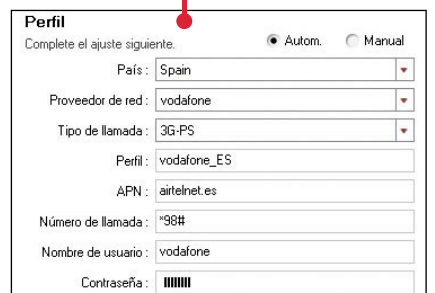 Perfil
Complete el ajuste siguiente. Autom. Manual
País : Spain
Proveedor de red : vodafone
Tipo de llamada : 3G-PS
Perfil : vodafone_ES
APN : airtelnet.es
Número de llamada : *98#
Nombre de usuario : vodafone
Contraseña :